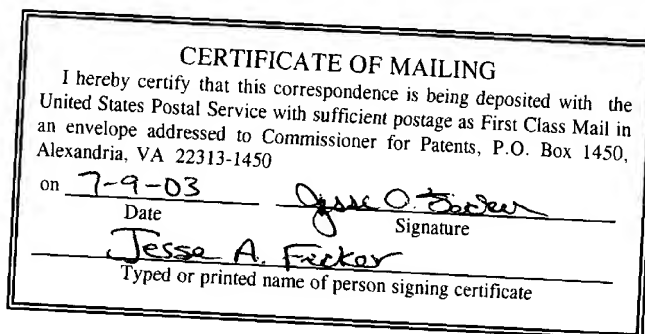 CERTIFICATE OF MAILING
I hereby certify that this correspondence is being deposited with the
United States Postal Service with sufficient postage as First Class Mail in
an envelope addressed to Commissioner for Patents, P.O. Box 1450,
Alexandria, VA 22313-1450
on 7-9-03
Date Signature
Jesse A.
Typed or printed name of person signing certificate